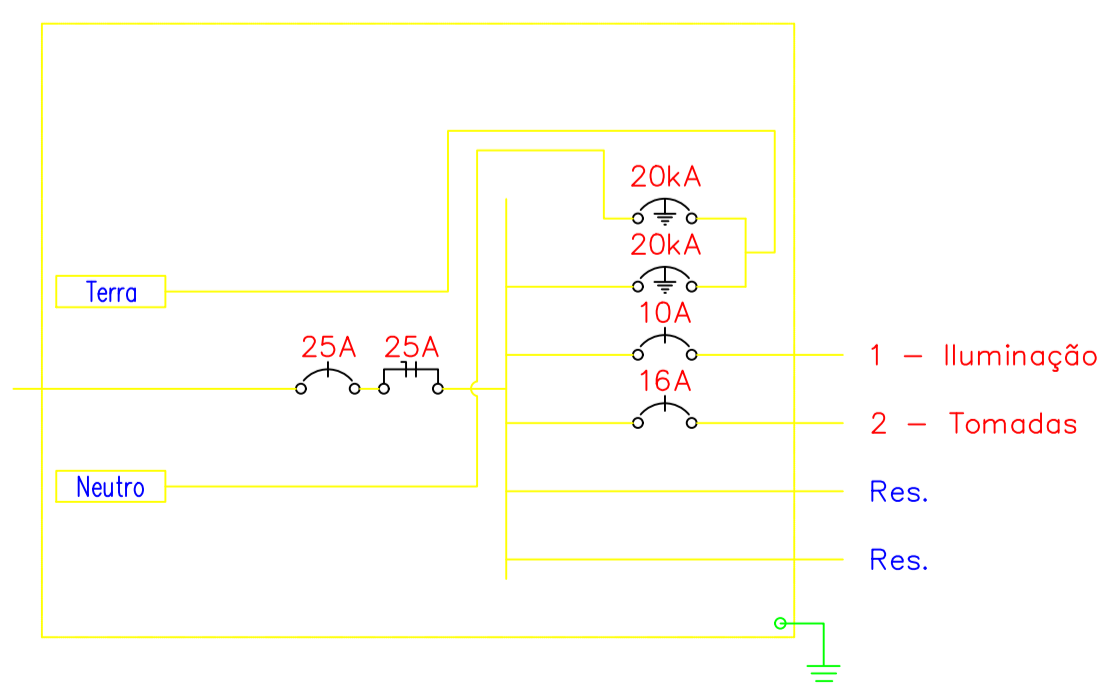 20kA
20kA
Terra
10A
25A 25A
1 – Iluminação
16A
2 – Tomadas
Neutro
Res.
Res.